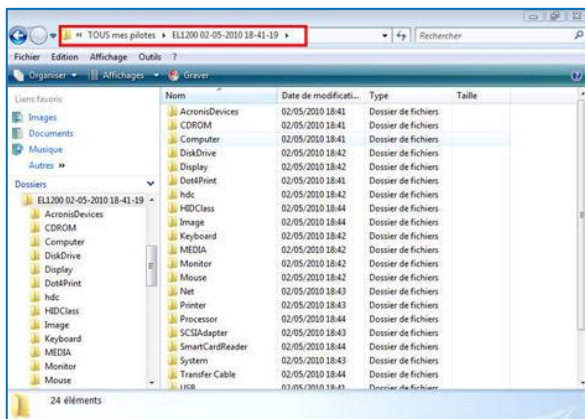 « TOUS mes pilotes ▸ EL1200 02-05-2010 18-41-19 ▸
Rechercher
Fichier Edition Affichage Outils ?
Organiser Affichages Graver
Liens favoris
Images
Documents
Musique
Autres »
Dossiers
EL1200 02-05-2010 18-41-19
AcronisDevices
CDROM
Computer
DiskDrive
Display
Dot4Print
hdc
HIDClass
Image
Keyboard
MEDIA
Monitor
Mouse
Nom Date de modificati... Type Taille
AcronisDevices 02/05/2010 18:41 Dossier de fichiers
CDROM 02/05/2010 18:41 Dossier de fichiers
Computer 02/05/2010 18:41 Dossier de fichiers
DiskDrive 02/05/2010 18:42 Dossier de fichiers
Display 02/05/2010 18:42 Dossier de fichiers
Dot4Print 02/05/2010 18:41 Dossier de fichiers
hdc 02/05/2010 18:42 Dossier de fichiers
HIDClass 02/05/2010 18:44 Dossier de fichiers
Image 02/05/2010 18:44 Dossier de fichiers
Keyboard 02/05/2010 18:42 Dossier de fichiers
MEDIA 02/05/2010 18:42 Dossier de fichiers
Monitor 02/05/2010 18:42 Dossier de fichiers
Mouse 02/05/2010 18:42 Dossier de fichiers
Net 02/05/2010 18:43 Dossier de fichiers
Printer 02/05/2010 18:43 Dossier de fichiers
Processor 02/05/2010 18:44 Dossier de fichiers
SCSIAdapter 02/05/2010 18:43 Dossier de fichiers
SmartCardReader 02/05/2010 18:44 Dossier de fichiers
System 02/05/2010 18:43 Dossier de fichiers
Transfer Cable 02/05/2010 18:44 Dossier de fichiers
USB 02/05/2010 18:41 Dossier de fichiers
24 éléments